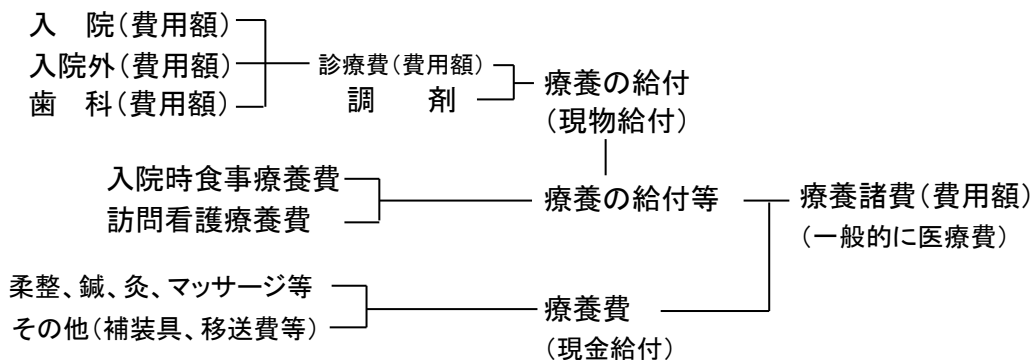 入　院（費用額）
入院外（費用額）
歯　科（費用額）
診療費（費用額）
調　　剤
療養の給付
（現物給付）
入院時食事療養費
訪問看護療養費
療養の給付等
療養諸費（費用額）
（一般的に医療費）
柔整、鍼、灸、マッサージ等
その他（補装具、移送費等）
療養費
（現金給付）